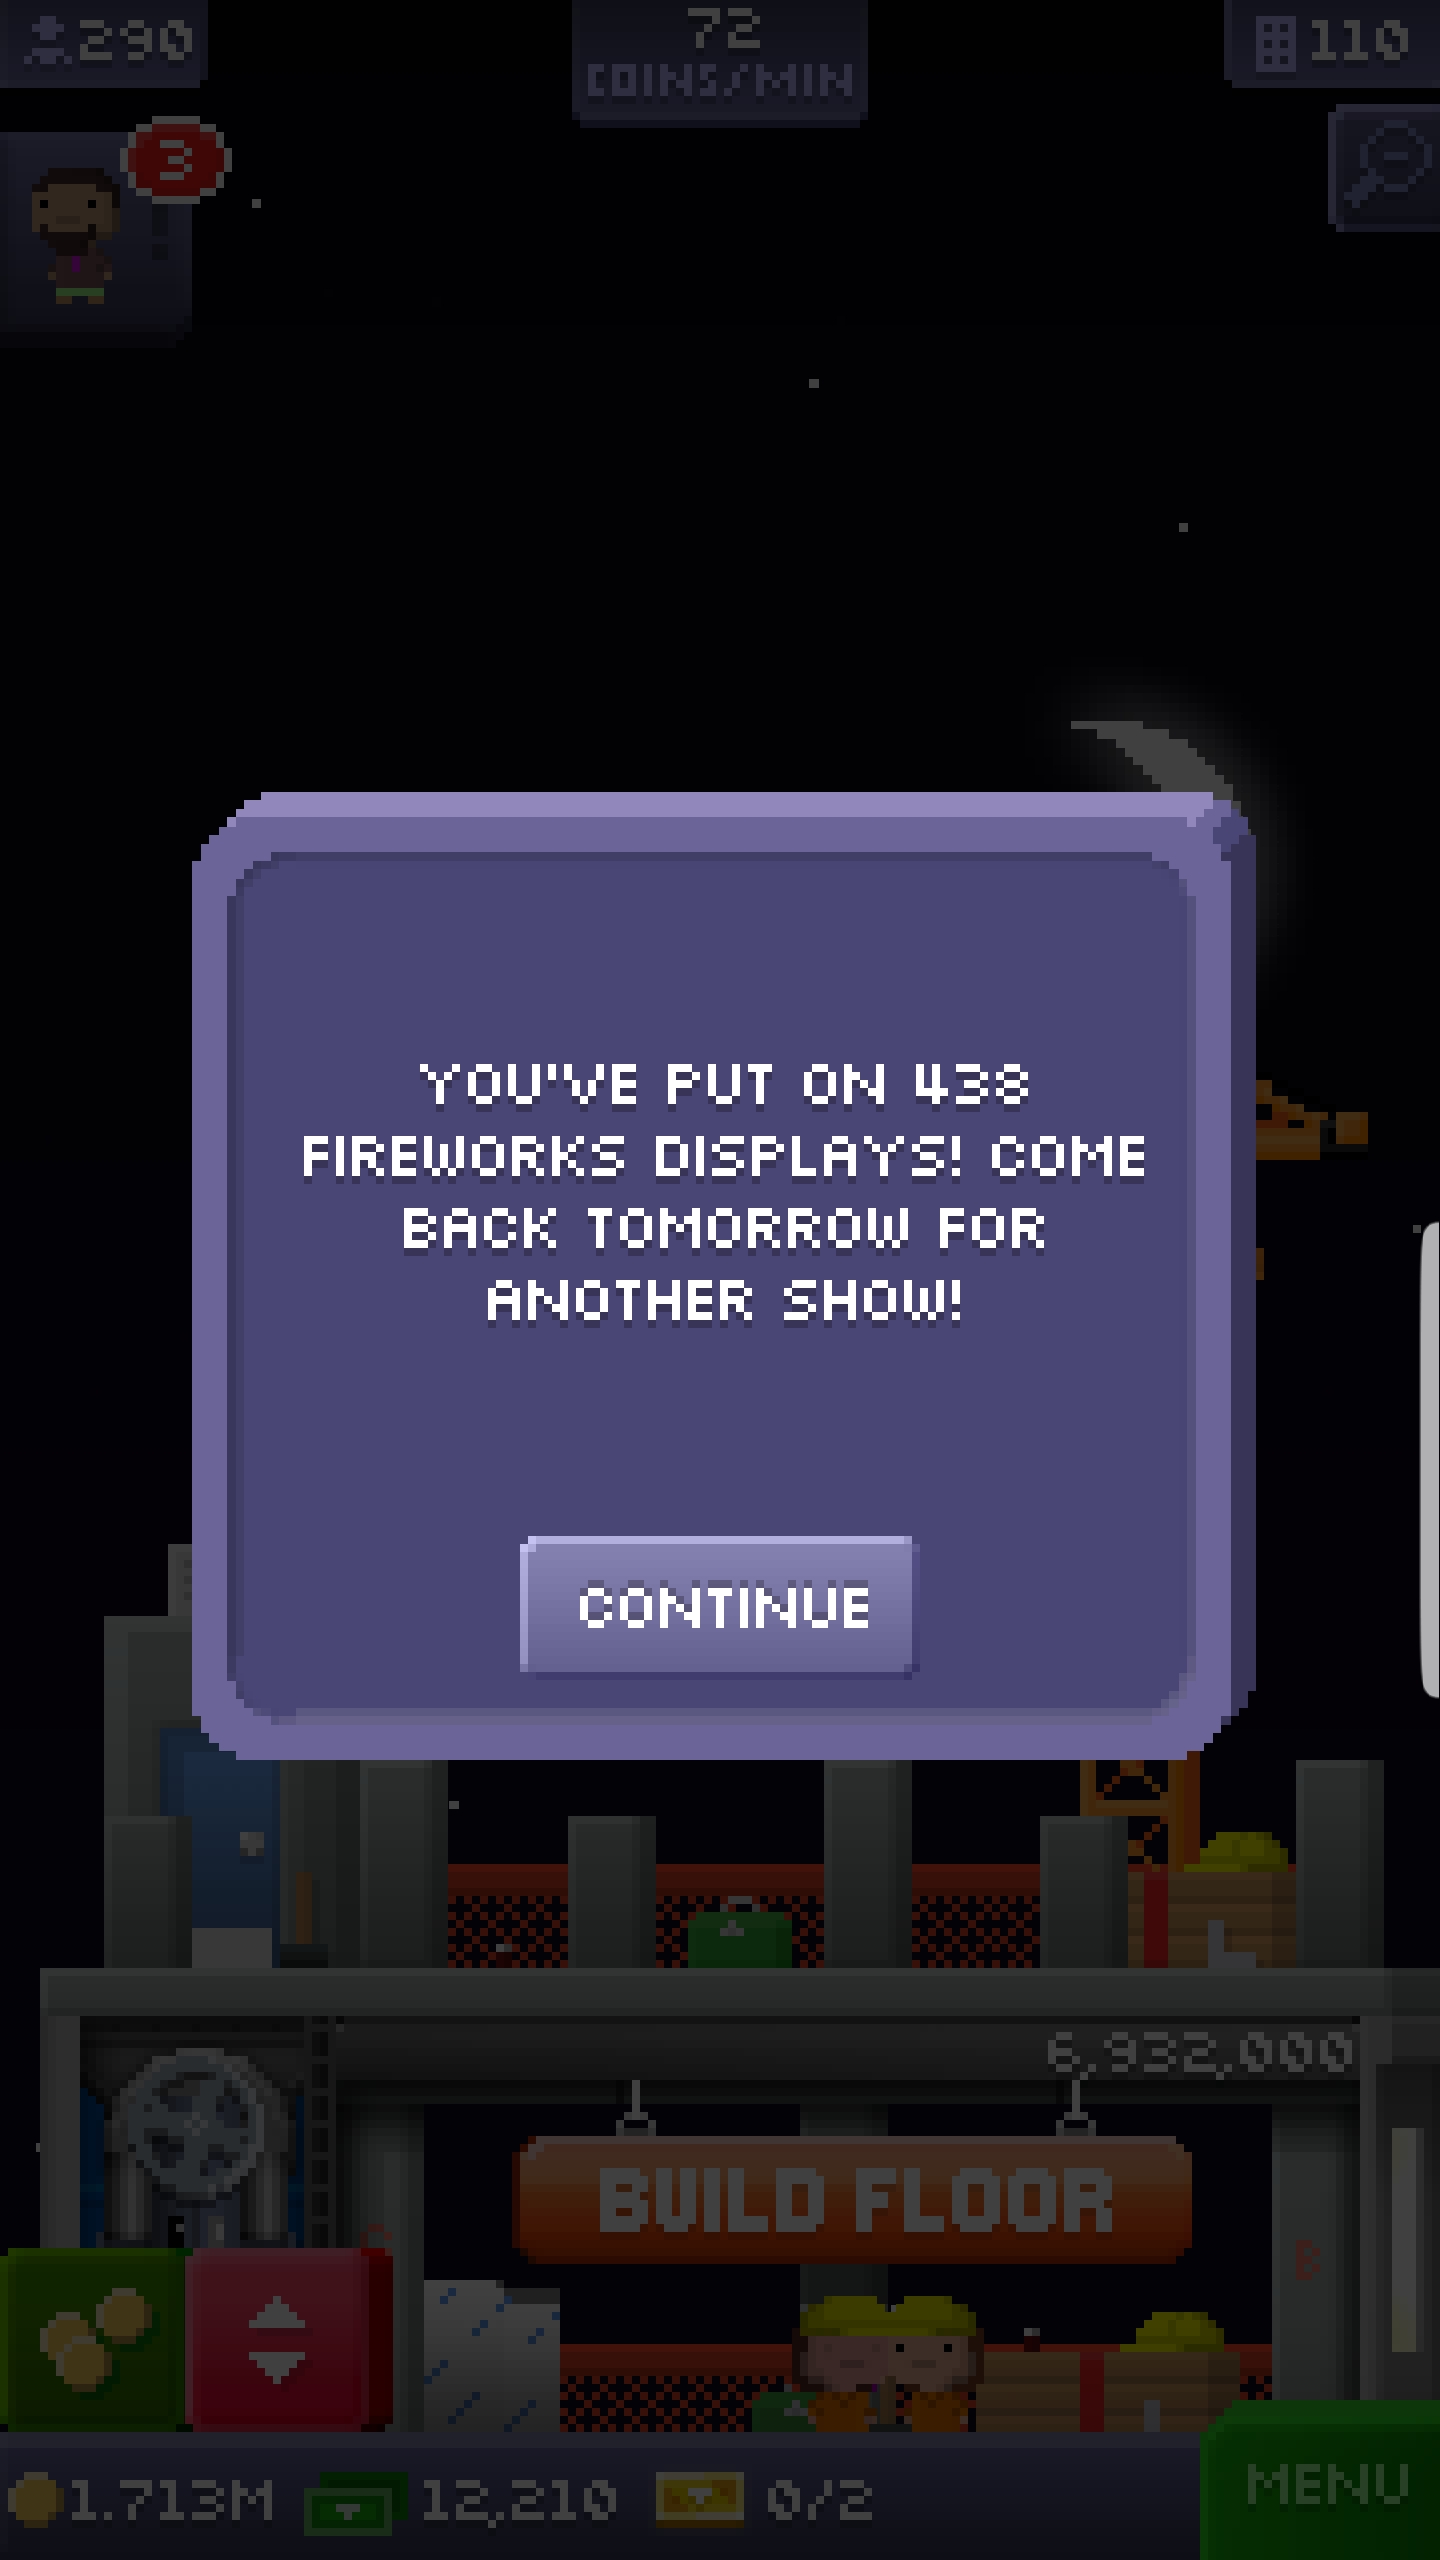 290
72
COINS/MIN
110
3
YOU'VE PUT ON 438
FIREWORKS DISPLAYS! COME
BACK TOMORROW FOR
ANOTHER SHOW!
CONTINUE
6,932,000
BUILD FLOOR
B
1.713M
12,210
0/2
MENU